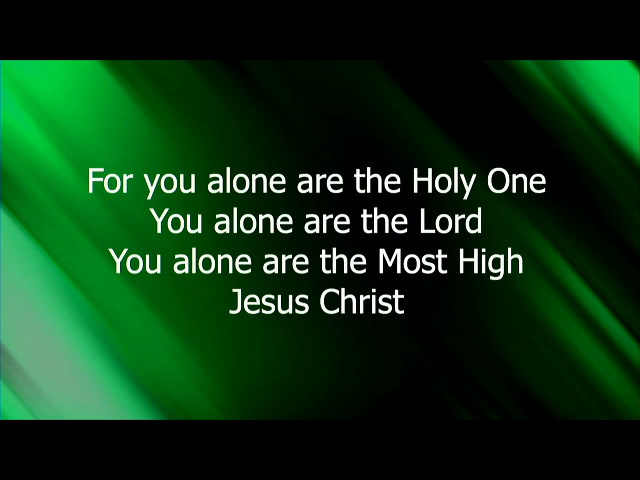 For you alone are the Holy One
You alone are the Lord
You alone are the Most High
Jesus Christ